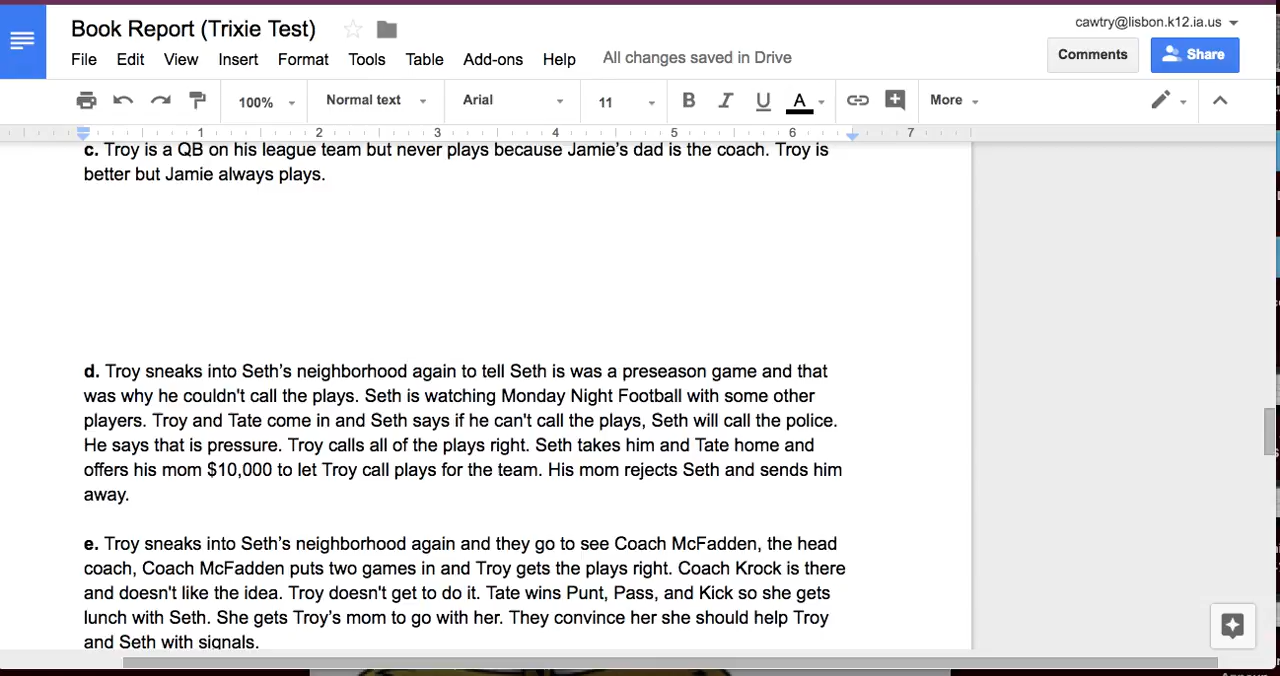 Book Report (Trixie Test)
cawtry@lisbon.k12.ia.us
File Edit View Insert Format Tools Table Add-ons Help All changes saved in Drive
Comments Share
100% Normal text Arial 11 B I U A More
1 2 3 4 5 6 7
c. Troy is a QB on his league team but never plays because Jamie's dad is the coach. Troy is
better but Jamie always plays.
d. Troy sneaks into Seth's neighborhood again to tell Seth is was a preseason game and that
was why he couldn't call the plays. Seth is watching Monday Night Football with some other
players. Troy and Tate come in and Seth says if he can't call the plays, Seth will call the police.
He says that is pressure. Troy calls all of the plays right. Seth takes him and Tate home and
offers his mom $10,000 to let Troy call plays for the team. His mom rejects Seth and sends him
away.
e. Troy sneaks into Seth's neighborhood again and they go to see Coach McFadden, the head
coach, Coach McFadden puts two games in and Troy gets the plays right. Coach Krock is there
and doesn't like the idea. Troy doesn't get to do it. Tate wins Punt, Pass, and Kick so she gets
lunch with Seth. She gets Troy's mom to go with her. They convince her she should help Troy
and Seth with signals.